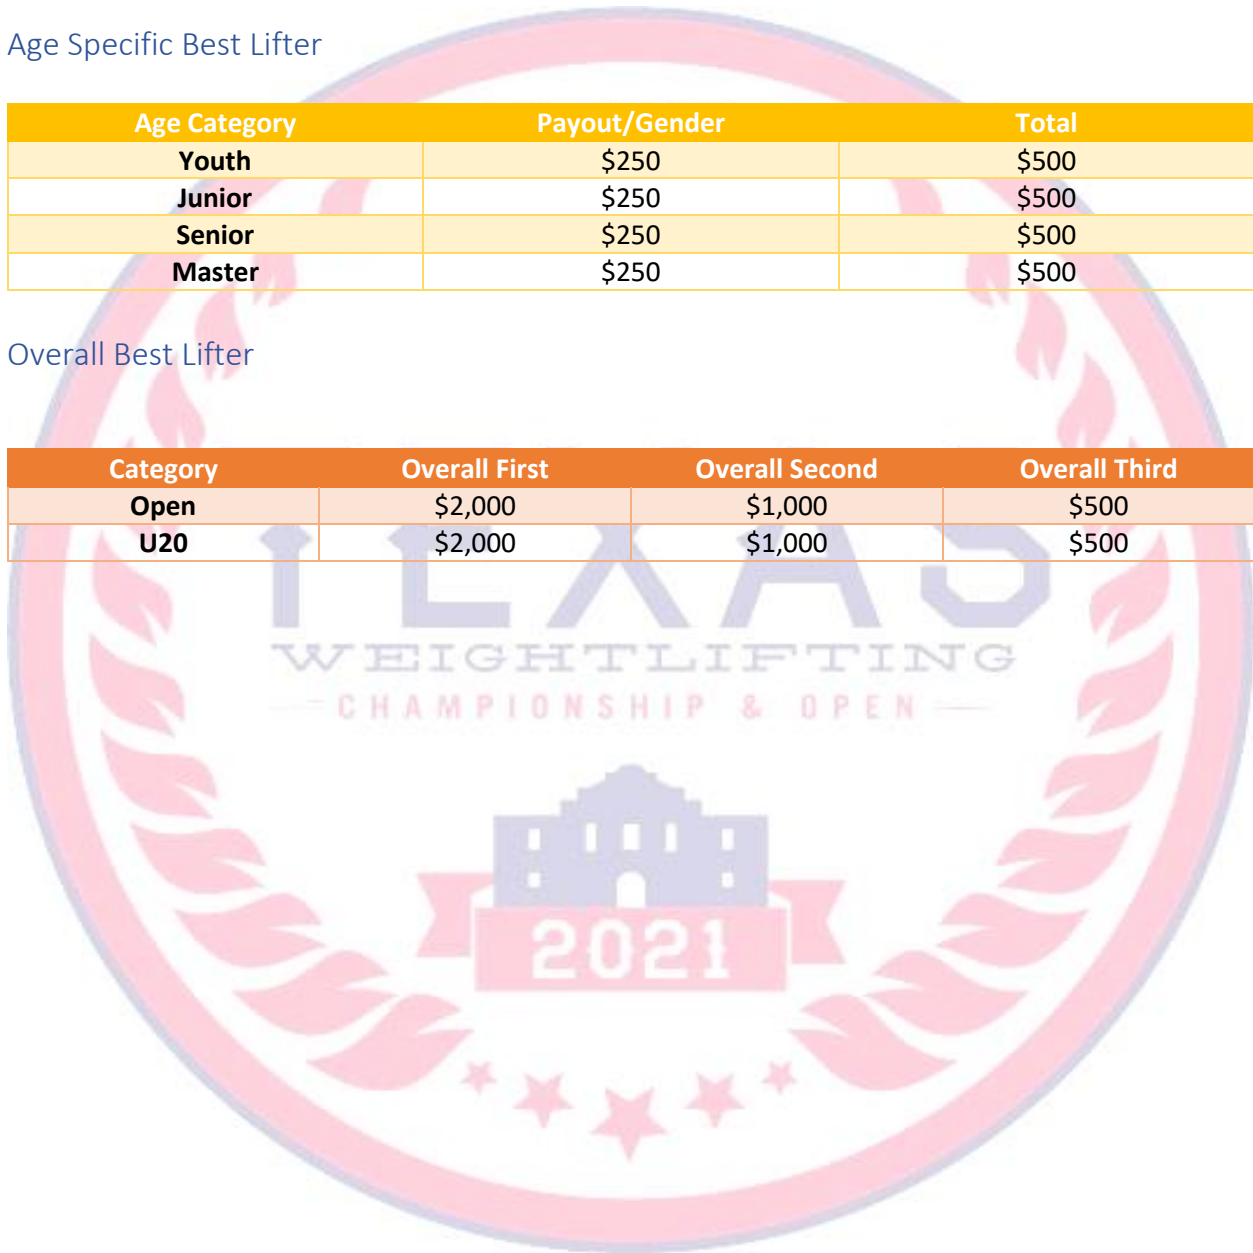 Age Specific Best Lifter
Age Category Payout/Gender Total
Youth $250 $500
Junior $250 $500
Senior $250 $500
Master $250 $500
Overall Best Lifter
Category Overall First Overall Second Overall Third
Open $2,000 $1,000 $500
U20 $2,000 $1,000 $500
TEXAS
WEIGHTLIFTING
CHAMPIONSHIP & OPEN
2021